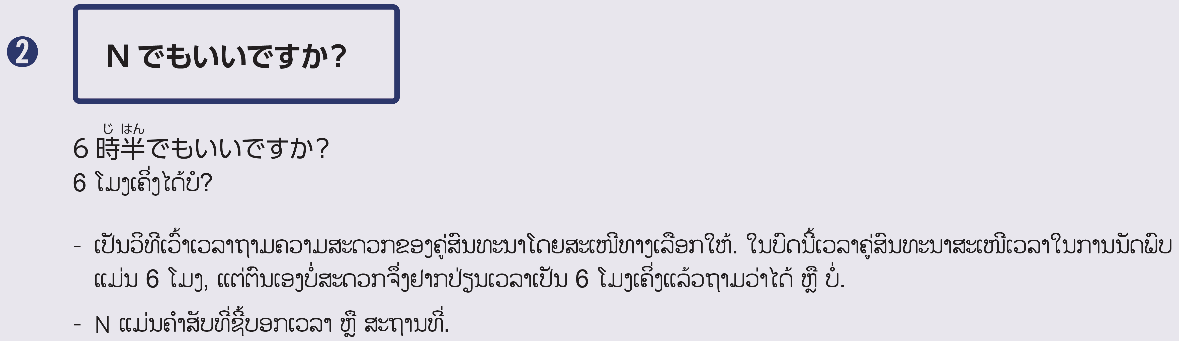 2
N でもいいですか?
じ はん
6 時半でもいいですか?
6 ໂມງເຄິ່ງໄດ້ບໍ?
- ເປັນວິທີເວົ້າເວລາຖາມຄວາມສະດວກຂອງຄູ່ສົນທະນາໂດຍສະເໜີທາງເລືອກໃຫ້. ໃນບົດນີ້ເວລາຄູ່ສົນທະນາສະເໜີເວລາໃນການນັດພົບ
ແມ່ນ 6 ໂມງ, ແຕ່ຕົນເອງບໍ່ສະດວກຈຶ່ງຢາກປ່ຽນເວລາເປັນ 6 ໂມງເຄິ່ງແລ້ວຖາມວ່າໄດ້ ຫຼື ບໍ່.
- N ແມ່ນຄຳສັບທີ່ຊີ້ບອກເວລາ ຫຼື ສະຖານທີ່.